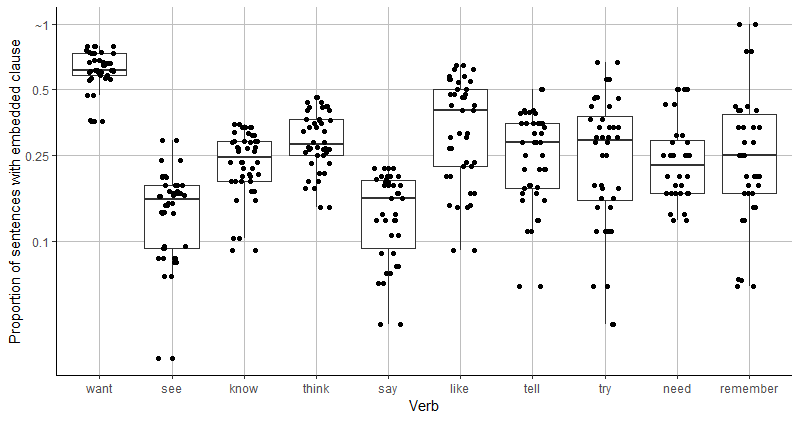 Proportion of sentences with embedded clause
~1
0.5
0.25
0.1
want see know think say like tell try need remember
Verb